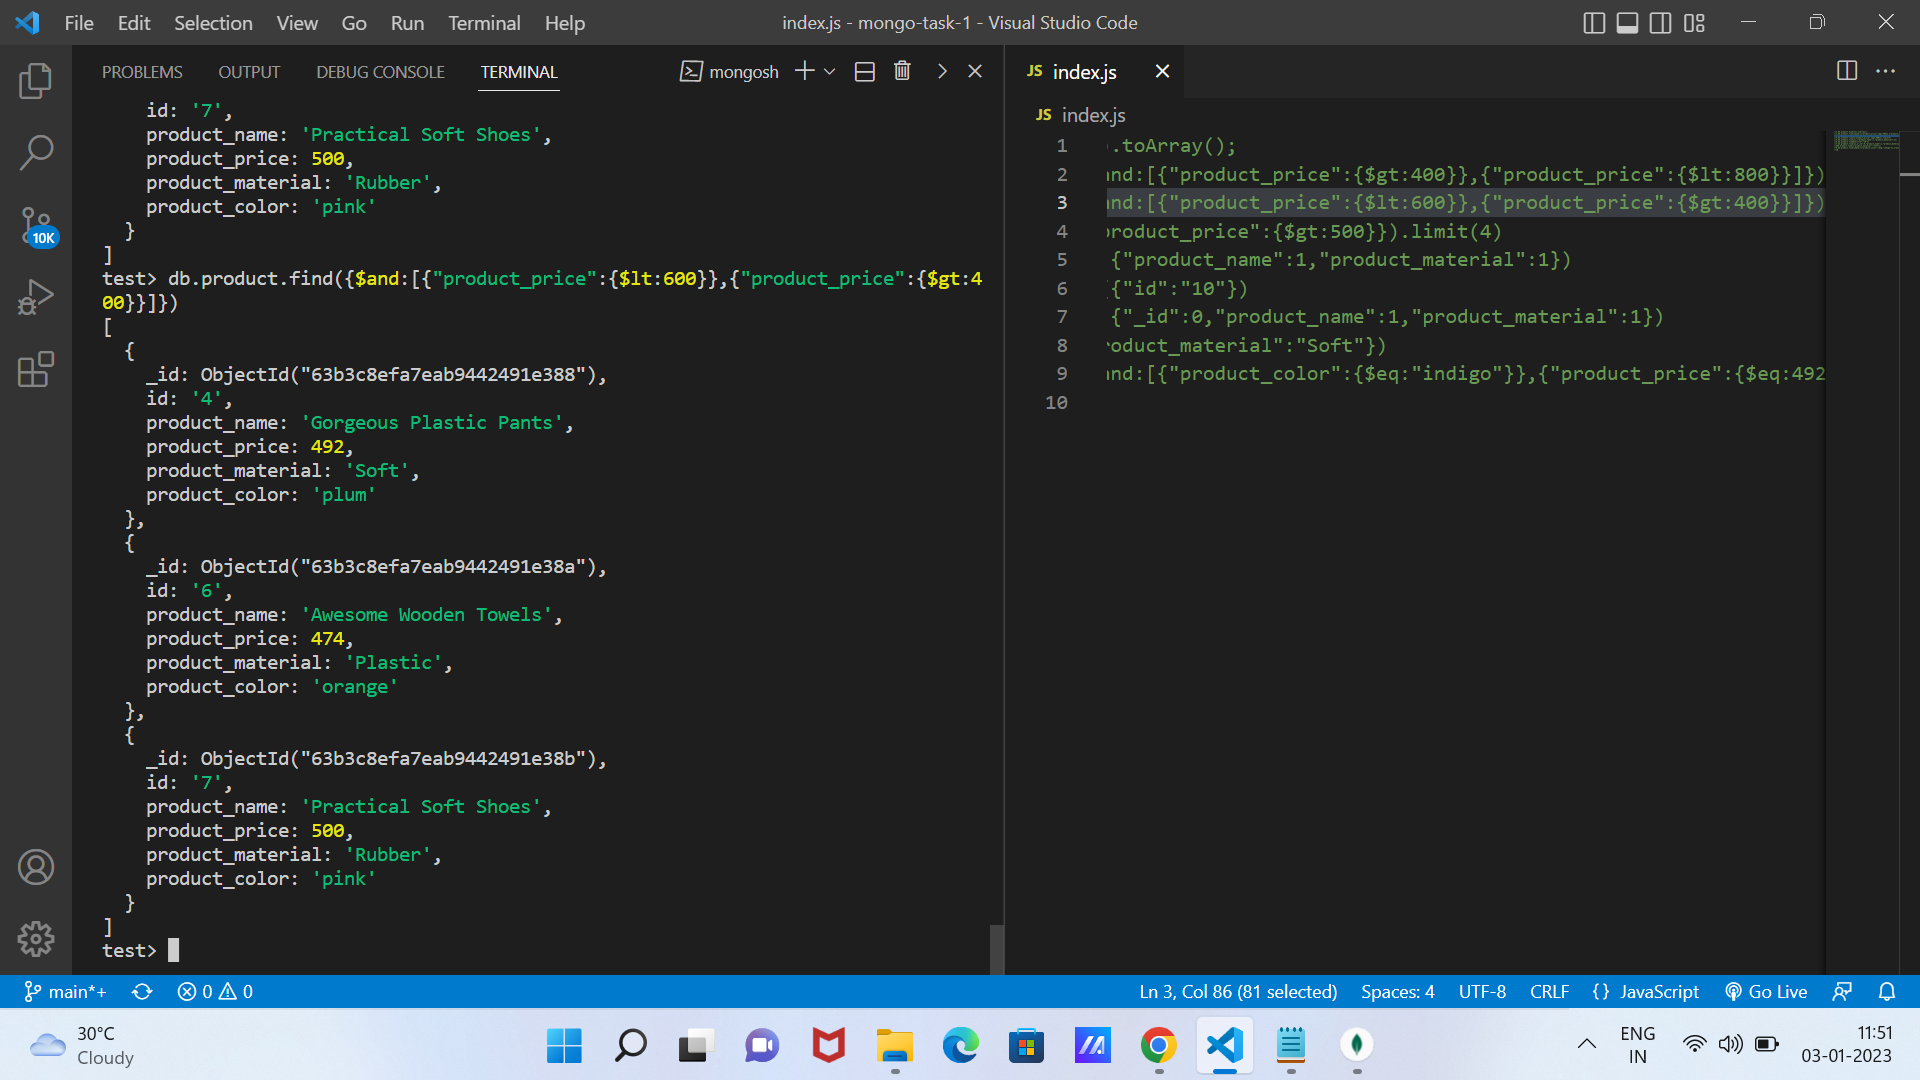 File Edit Selection View Go Run Terminal Help
index.js - mongo-task-1 - Visual Studio Code
PROBLEMS OUTPUT DEBUG CONSOLE TERMINAL
mongosh
id: '7',
product_name: 'Practical Soft Shoes',
product_price: 500,
product_material: 'Rubber',
product_color: 'pink'
}
]
test> db.product.find({$and:[{"product_price":{$lt:600}},{"product_price":{$gt:4
00}}]})
[
{
_id: ObjectId("63b3c8efa7eab9442491e388"),
id: '4',
product_name: 'Gorgeous Plastic Pants',
product_price: 492,
product_material: 'Soft',
product_color: 'plum'
},
{
_id: ObjectId("63b3c8efa7eab9442491e38a"),
id: '6',
product_name: 'Awesome Wooden Towels',
product_price: 474,
product_material: 'Plastic',
product_color: 'orange'
},
{
_id: ObjectId("63b3c8efa7eab9442491e38b"),
id: '7',
product_name: 'Practical Soft Shoes',
product_price: 500,
product_material: 'Rubber',
product_color: 'pink'
}
]
test>
10K
JS index.js
JS index.js
1 .toArray();
2 and:[{"product_price":{$gt:400}},{"product_price":{$lt:800}}]})
3 and:[{"product_price":{$lt:600}},{"product_price":{$gt:400}}]})
4 product_price":{$gt:500}}).limit(4)
5 {"product_name":1,"product_material":1})
6 {"id":"10"})
7 {"_id":0,"product_name":1,"product_material":1})
8 roduct_material":"Soft"})
9 and:[{"product_color":{$eq:"indigo"}},{"product_price":{$eq:492
10
main*+ 0 0
Ln 3, Col 86 (81 selected) Spaces: 4 UTF-8 CRLF {} JavaScript Go Live
30°C
Cloudy
ENG
IN
11:51
03-01-2023